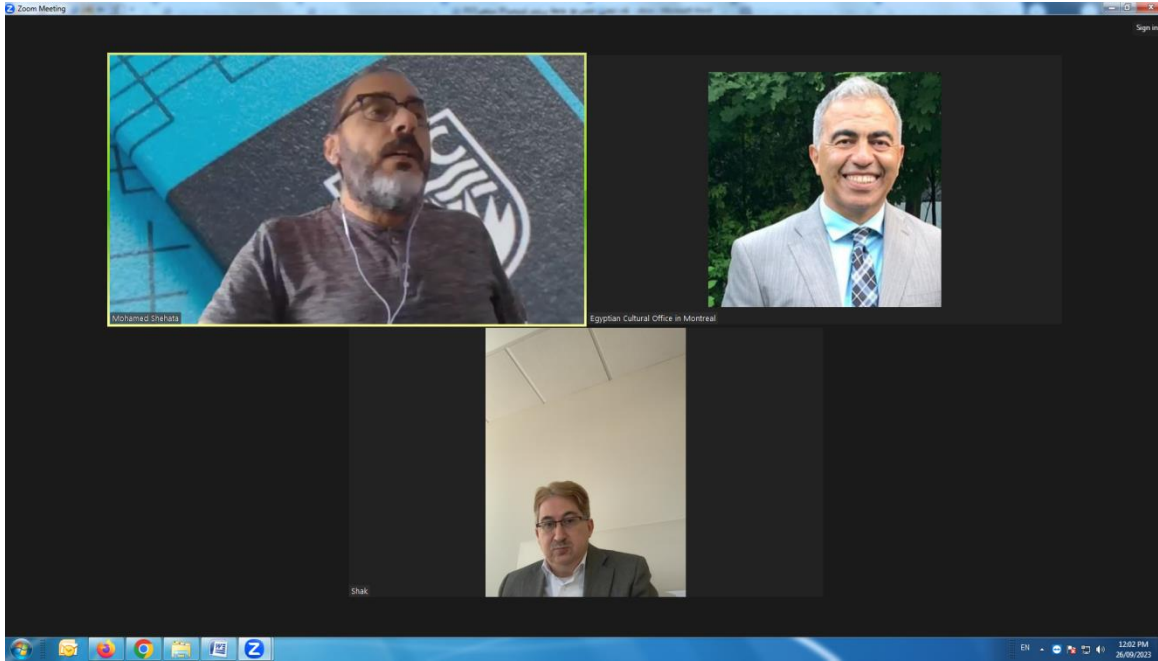 Zoom Meeting
Sign in
Mohamed Shehata
Egyptian Cultural Office in Montreal
Shak
EN
12:02 PM
26/09/2023